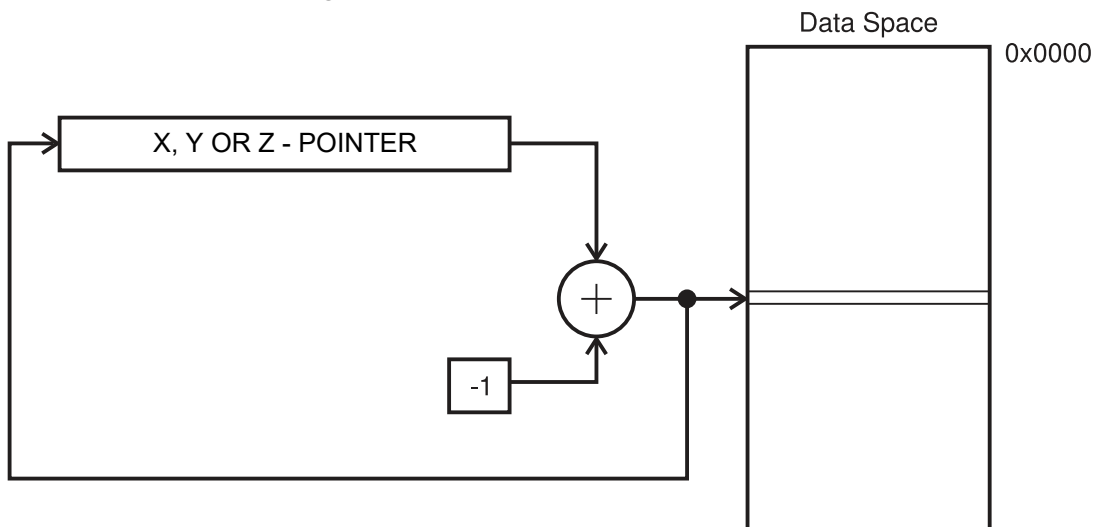 Data Space
0x0000
X, Y OR Z - POINTER
+
-1